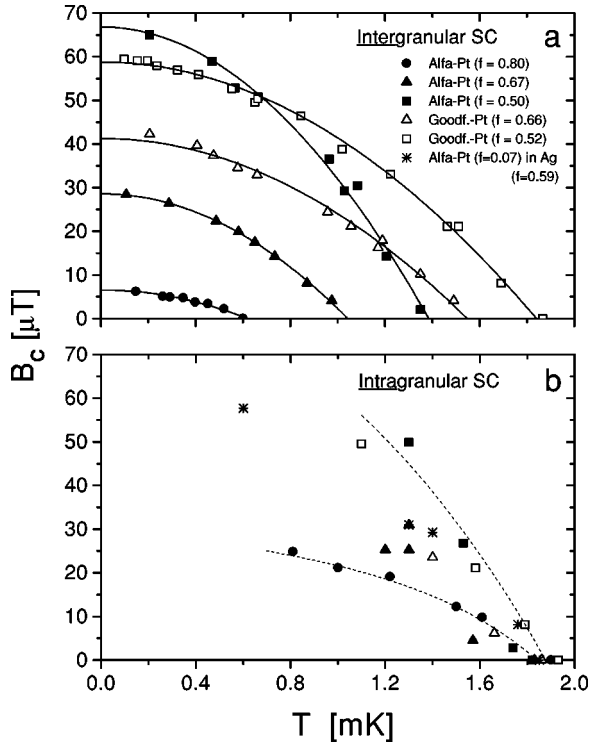 70
Intergranular SC
a
60
Alfa-Pt (f = 0.80)
Alfa-Pt (f = 0.67)
50
Alfa-Pt (f = 0.50)
Goodf.-Pt (f = 0.66)
40
Goodf.-Pt (f = 0.52)
Alfa-Pt (f=0.07) in Ag
(f=0.59)
30
20
10
0
B_c [μT]
70
Intragranular SC
b
60
50
40
30
20
10
0
0.0 0.4 0.8 1.2 1.6 2.0
T [mK]